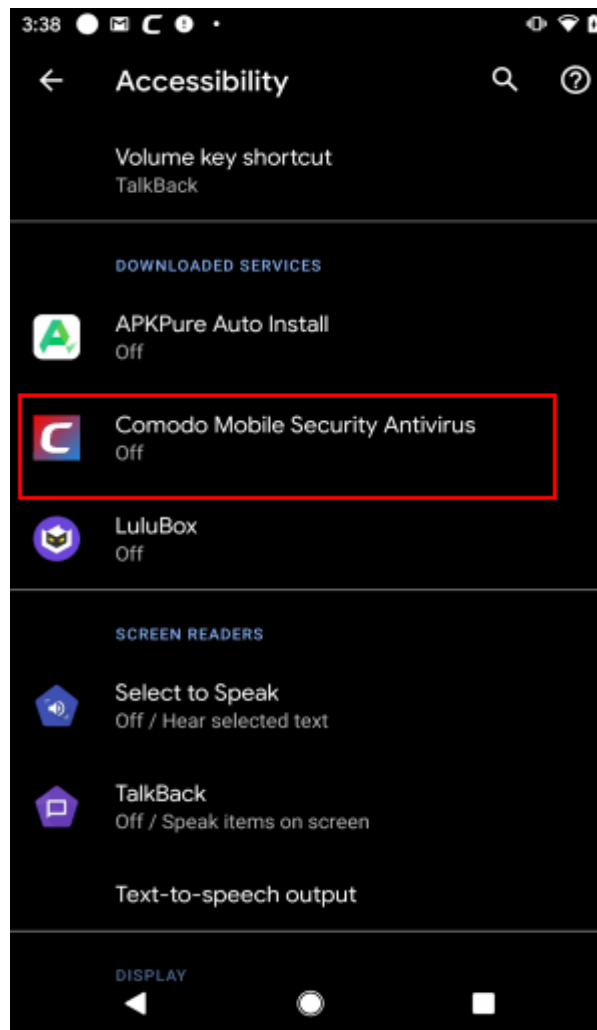 3:38
Accessibility
Volume key shortcut
TalkBack
DOWNLOADED SERVICES
APKPure Auto Install
Off
Comodo Mobile Security Antivirus
Off
LuluBox
Off
SCREEN READERS
Select to Speak
Off / Hear selected text
TalkBack
Off / Speak items on screen
Text-to-speech output
DISPLAY